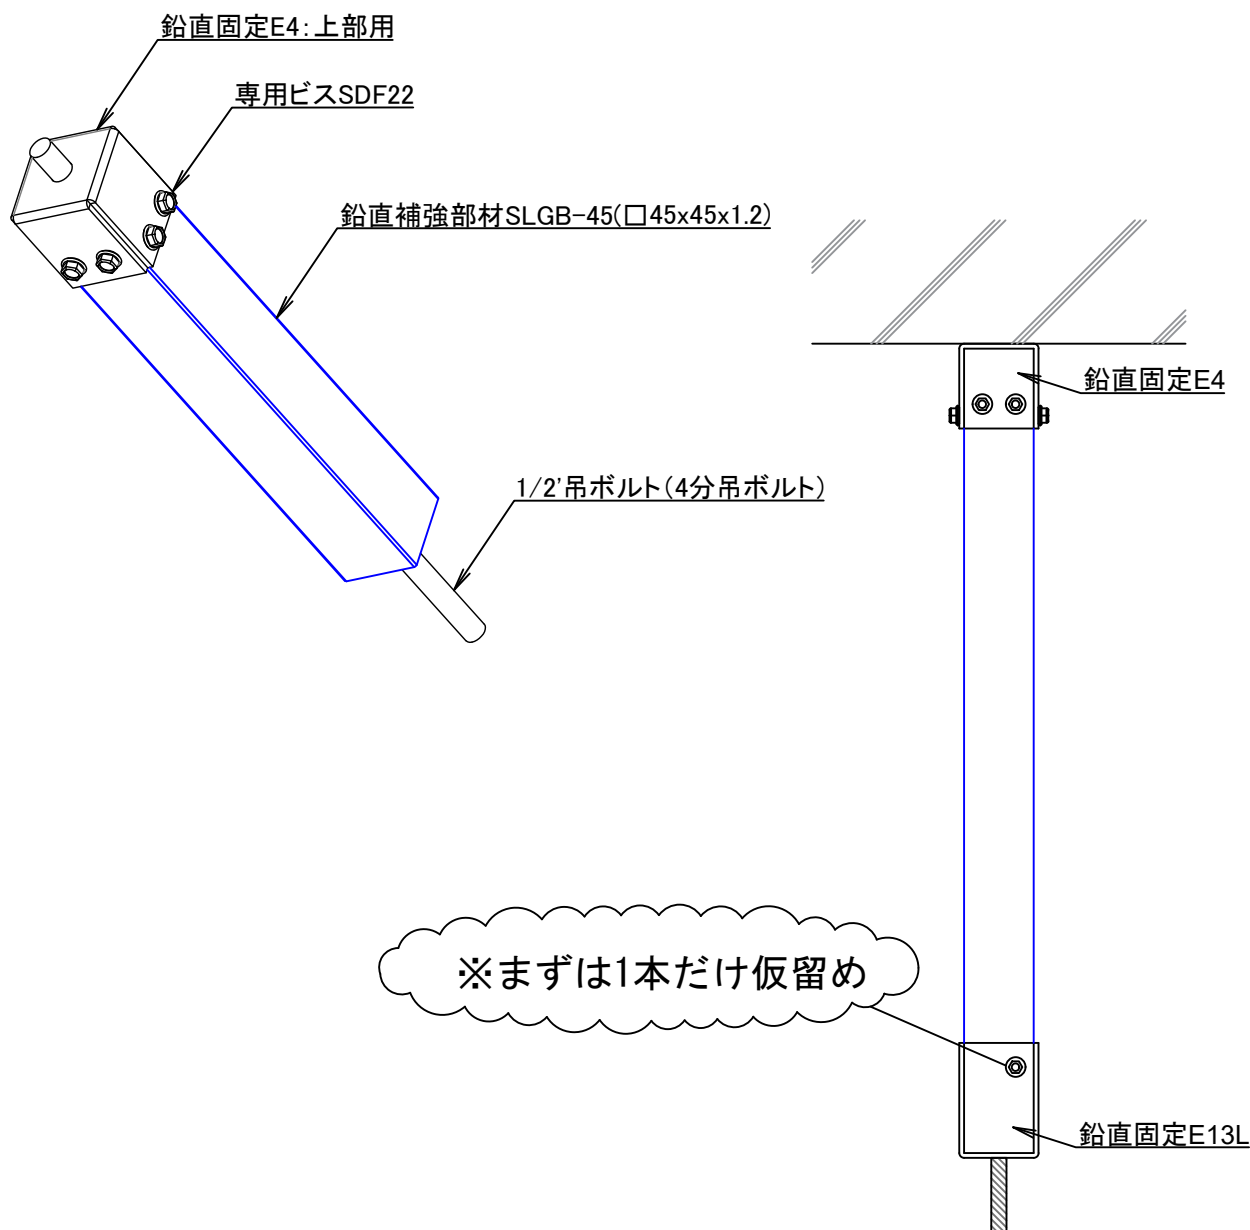 鉛直固定E4:上部用
専用ビスSDF22
鉛直補強部材SLGB-45(□45x45x1.2)
鉛直固定E4
1/2'吊ボルト(4分吊ボルト)
※まずは1本だけ仮留め
鉛直固定E13L